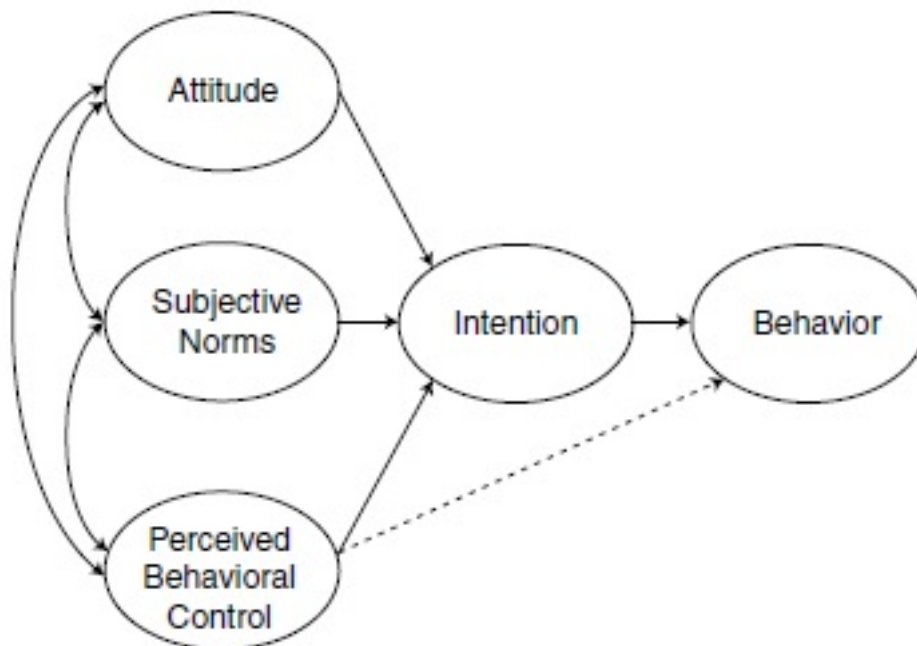 Attitude
Subjective
Norms
Intention
Behavior
Perceived
Behavioral
Control